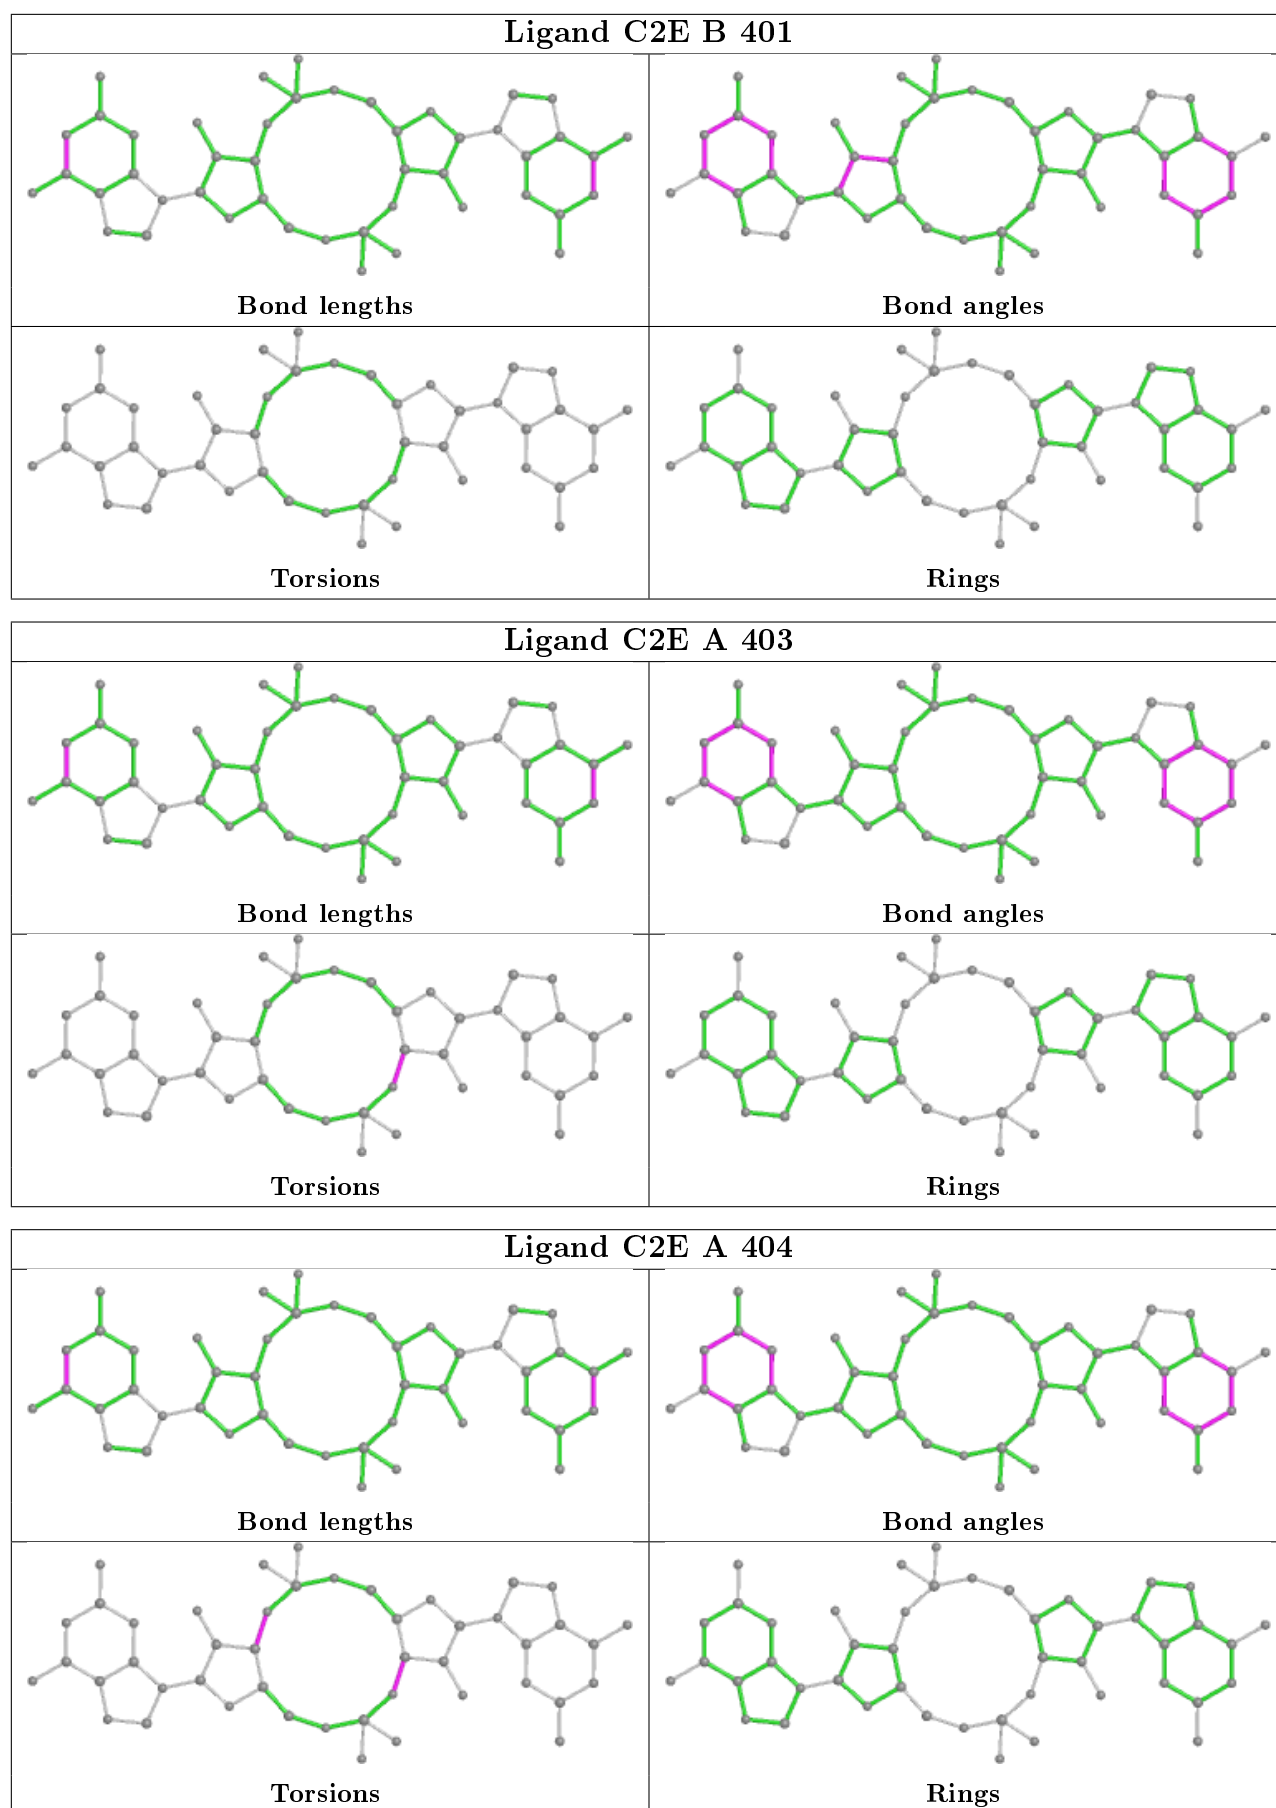 Ligand C2E B 401
Bond lengths
Bond angles
Torsions
Rings
Ligand C2E A 403
Bond lengths
Bond angles
Torsions
Rings
Ligand C2E A 404
Bond lengths
Bond angles
Torsions
Rings